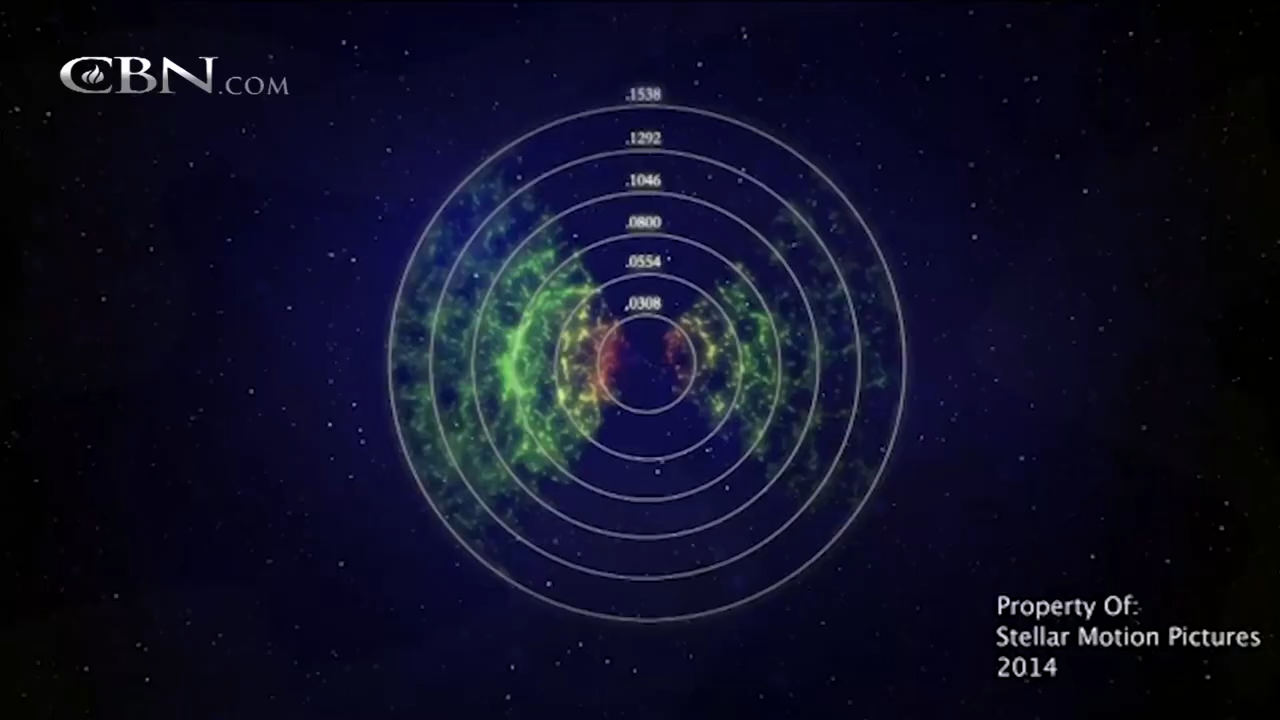 CBN.COM
.1538
.1292
.1046
.0800
.0554
.0308
Property Of:
Stellar Motion Pictures
2014